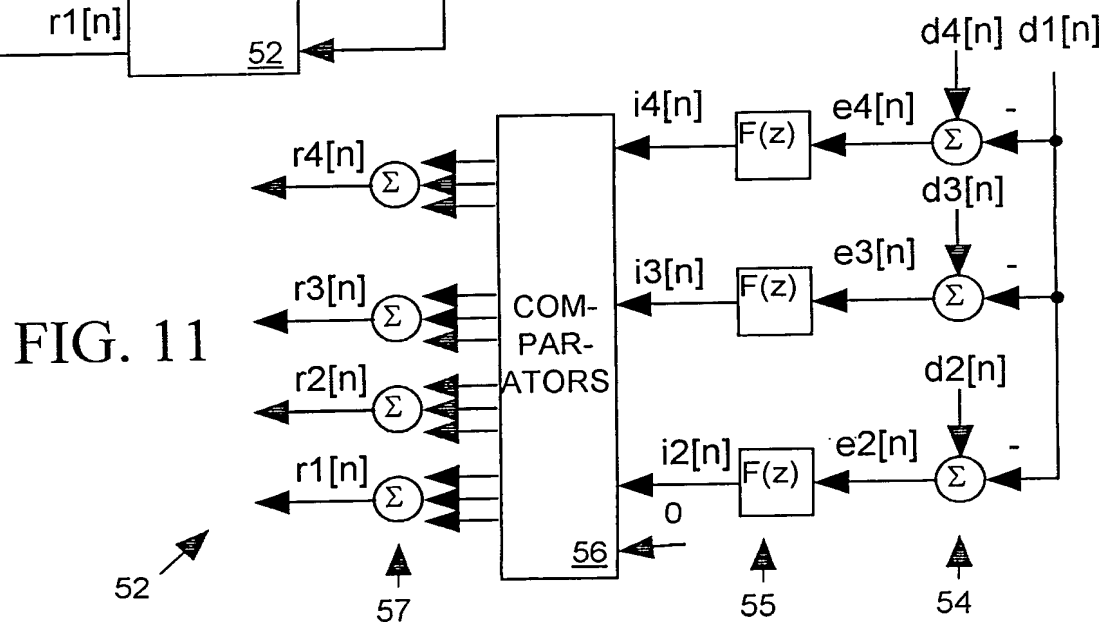 r1[n]
52
d4[n] d1[n]
i4[n] F(z) e4[n] Σ -
r4[n] Σ
d3[n]
i3[n] F(z) e3[n] Σ -
r3[n] Σ
COM-
PAR-
ATORS
FIG. 11
r2[n] Σ
d2[n]
i2[n] F(z) e2[n] Σ -
r1[n] Σ
0
56
52
57
55
54